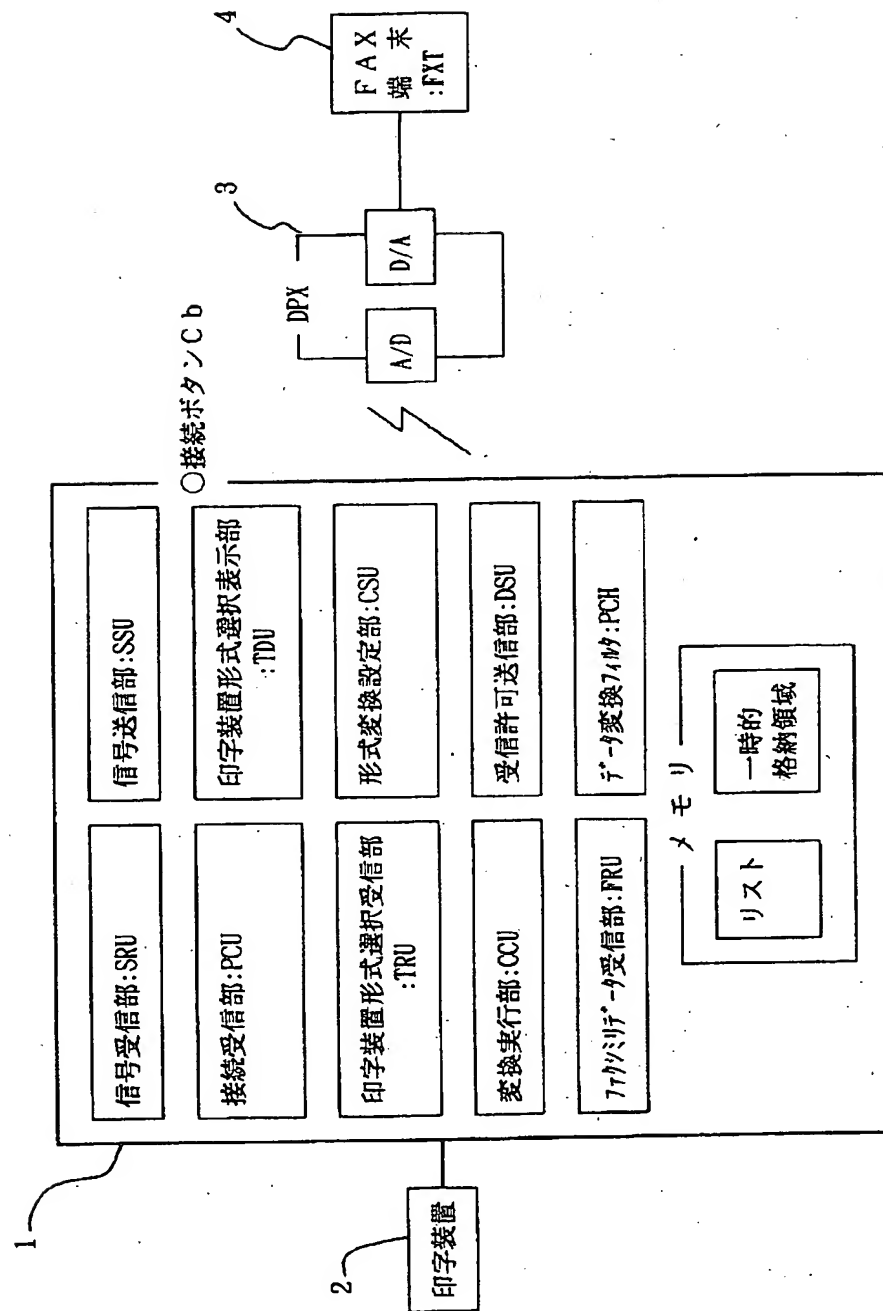 1
信号受信部:SRU
信号送信部:SSU
○接続ボタンCb
接続受信部:PCU
印字装置形式選択表示部
:TDU
印字装置形式選択受信部
:TRU
形式変換設定部:CSU
変換実行部:CCU
受信許可送信部:DSU
ファクシミリデータ受信部:FRU
データ変換フィルタ:PCH
メモリ
リスト
一時的
格納領域
2
印字装置
3
DPX
A/D
D/A
4
FAX
端末
:FXT